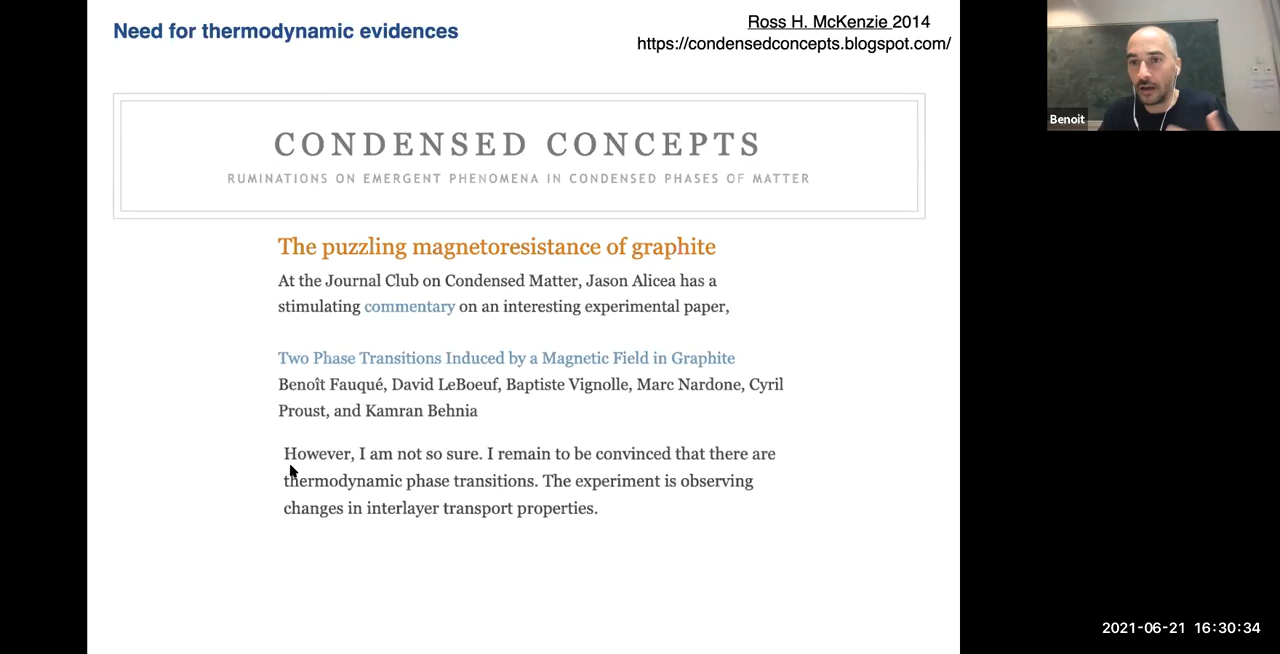 Need for thermodynamic evidences
Ross H. McKenzie 2014
https://condensedconcepts.blogspot.com/
CONDENSED CONCEPTS
RUMINATIONS ON EMERGENT PHENOMENA IN CONDENSED PHASES OF MATTER
The puzzling magnetoresistance of graphite
At the Journal Club on Condensed Matter, Jason Alicea has a
stimulating commentary on an interesting experimental paper,
Two Phase Transitions Induced by a Magnetic Field in Graphite
Benoît Fauqué, David LeBoeuf, Baptiste Vignolle, Marc Nardone, Cyril
Proust, and Kamran Behnia
However, I am not so sure. I remain to be convinced that there are
thermodynamic phase transitions. The experiment is observing
changes in interlayer transport properties.
Benoit
2021-06-21 16:30:34